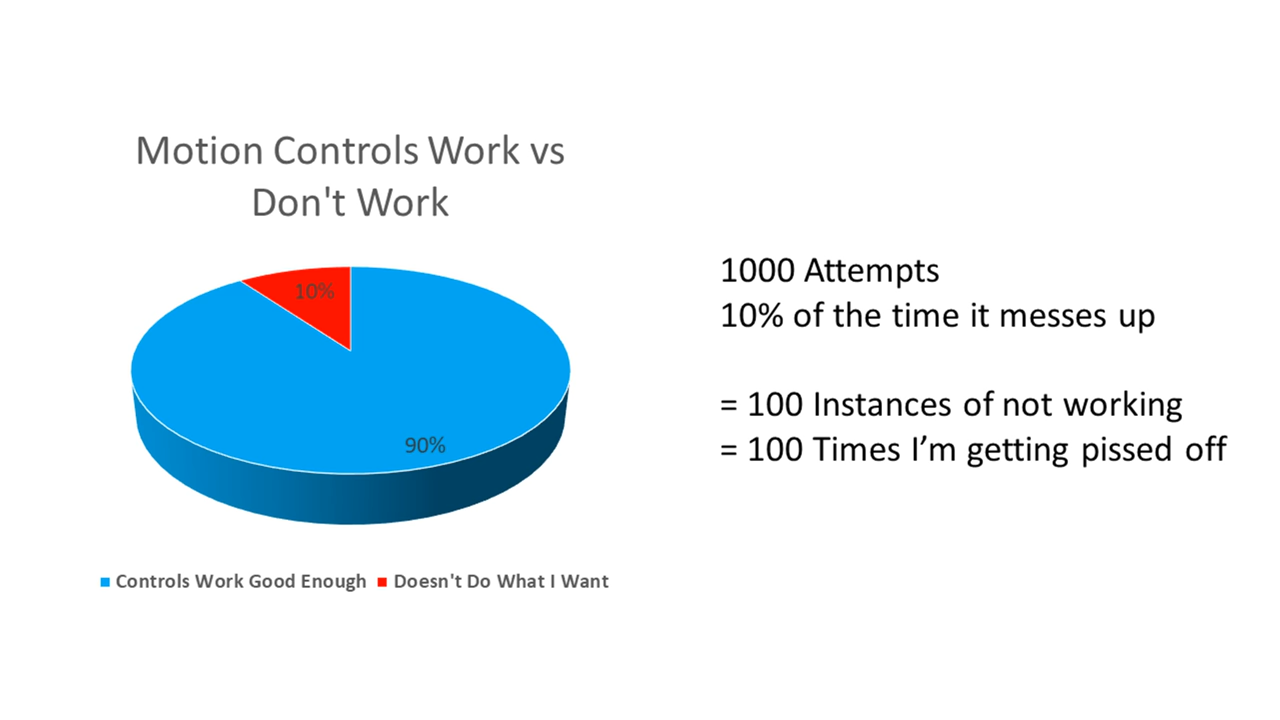 Motion Controls Work vs
Don't Work
10%
90%
Controls Work Good Enough
Doesn't Do What I Want
1000 Attempts
10% of the time it messes up
= 100 Instances of not working
= 100 Times I’m getting pissed off